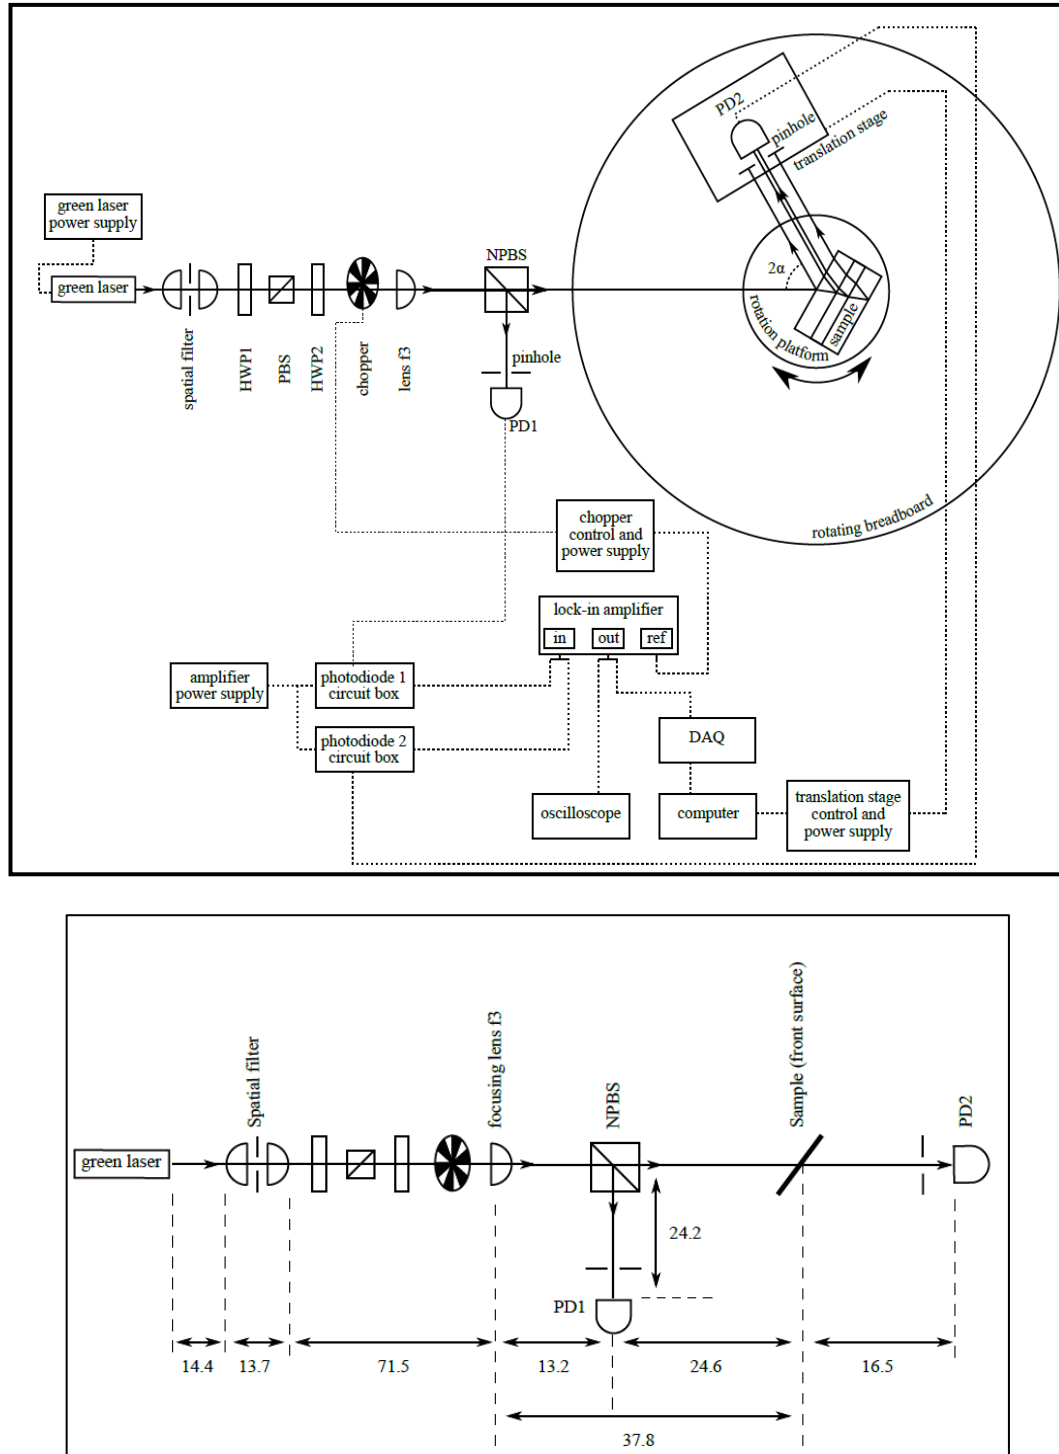 PD2
pinhole
translation stage
green laser
power supply
NPBS
2α
green laser
sample
rotation platform
pinhole
spatial filter
HWP1
PBS
HWP2
chopper
lens f3
PD1
rotating breadboard
chopper
control and
power supply
lock-in amplifier
in
out
ref
amplifier
power supply
photodiode 1
circuit box
photodiode 2
circuit box
DAQ
oscilloscope
computer
translation stage
control and
power supply
Spatial filter
focusing lens f3
NPBS
Sample (front surface)
PD2
green laser
24.2
PD1
14.4
13.7
71.5
13.2
24.6
16.5
37.8